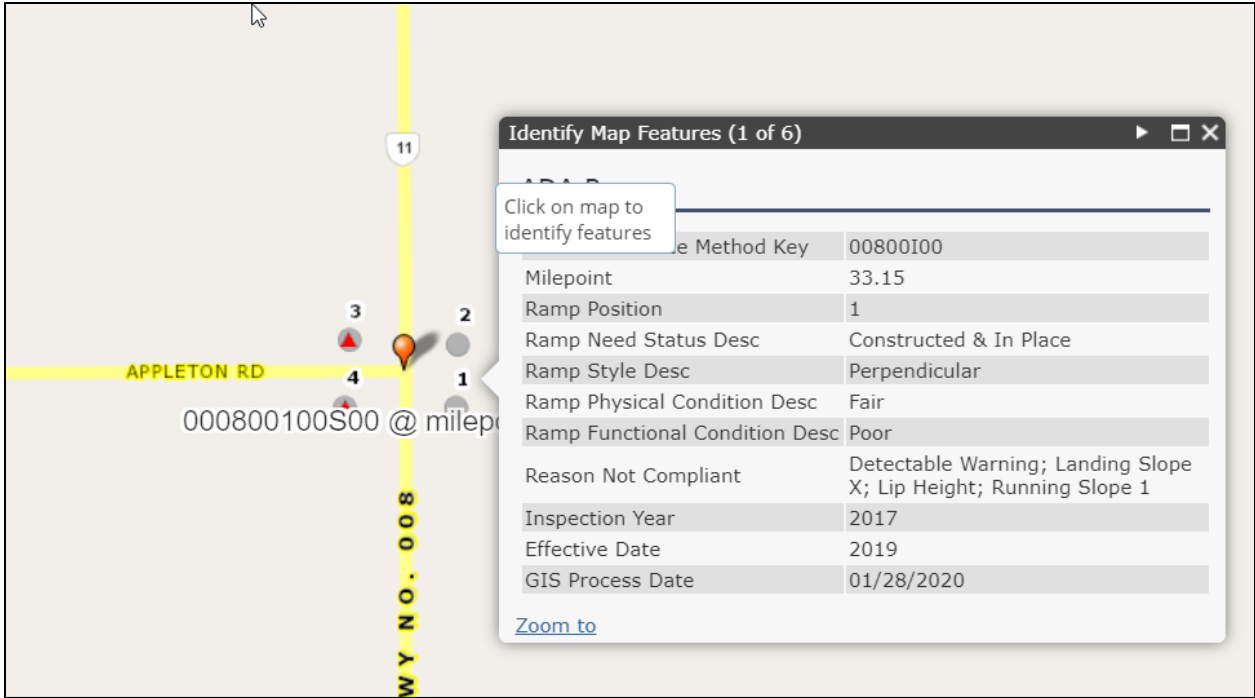 11
Identify Map Features (1 of 6)
Click on map to
identify features
e Method Key 00800I00
Milepoint 33.15
Ramp Position 1
Ramp Need Status Desc Constructed & In Place
Ramp Style Desc Perpendicular
Ramp Physical Condition Desc Fair
Ramp Functional Condition Desc Poor
Reason Not Compliant Detectable Warning; Landing Slope
X; Lip Height; Running Slope 1
Inspection Year 2017
Effective Date 2019
GIS Process Date 01/28/2020
Zoom to
3
2
APPLETON RD
4
1
000800100S00 @ milepo
WY NO. 008